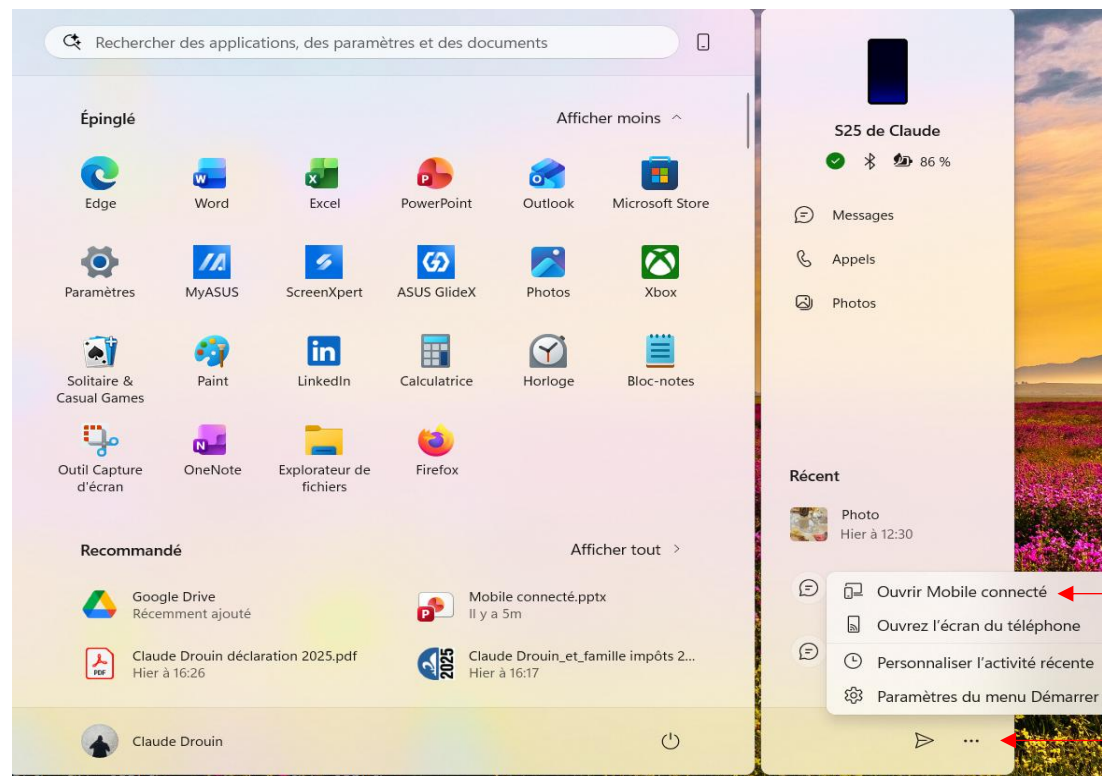 Rechercher des applications, des paramètres et des documents
Épinglé
Afficher moins
Edge
Word
Excel
PowerPoint
Outlook
Microsoft Store
Paramètres
MyASUS
ScreenXpert
ASUS GlideX
Photos
Xbox
Solitaire &
Casual Games
Paint
LinkedIn
Calculatrice
Horloge
Bloc-notes
Outil Capture
d'écran
OneNote
Explorateur de
fichiers
Firefox
Recommandé
Afficher tout
Google Drive
Récemment ajouté
Mobile connecté.pptx
Il y a 5m
PDF
Claude Drouin déclaration 2025.pdf
Hier à 16:26
2025
Claude Drouin_et_famille impôts 2...
Hier à 16:17
Claude Drouin
S25 de Claude
86 %
Messages
Appels
Photos
Récent
Photo
Hier à 12:30
Ouvrir Mobile connecté
Ouvrez l'écran du téléphone
Personnaliser l'activité récente
Paramètres du menu Démarrer